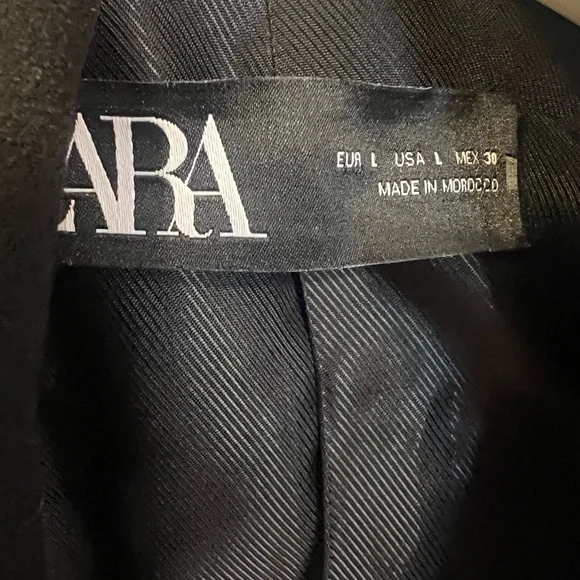 ZARA
EUR L USA L MEX 30
MADE IN MOROCCO